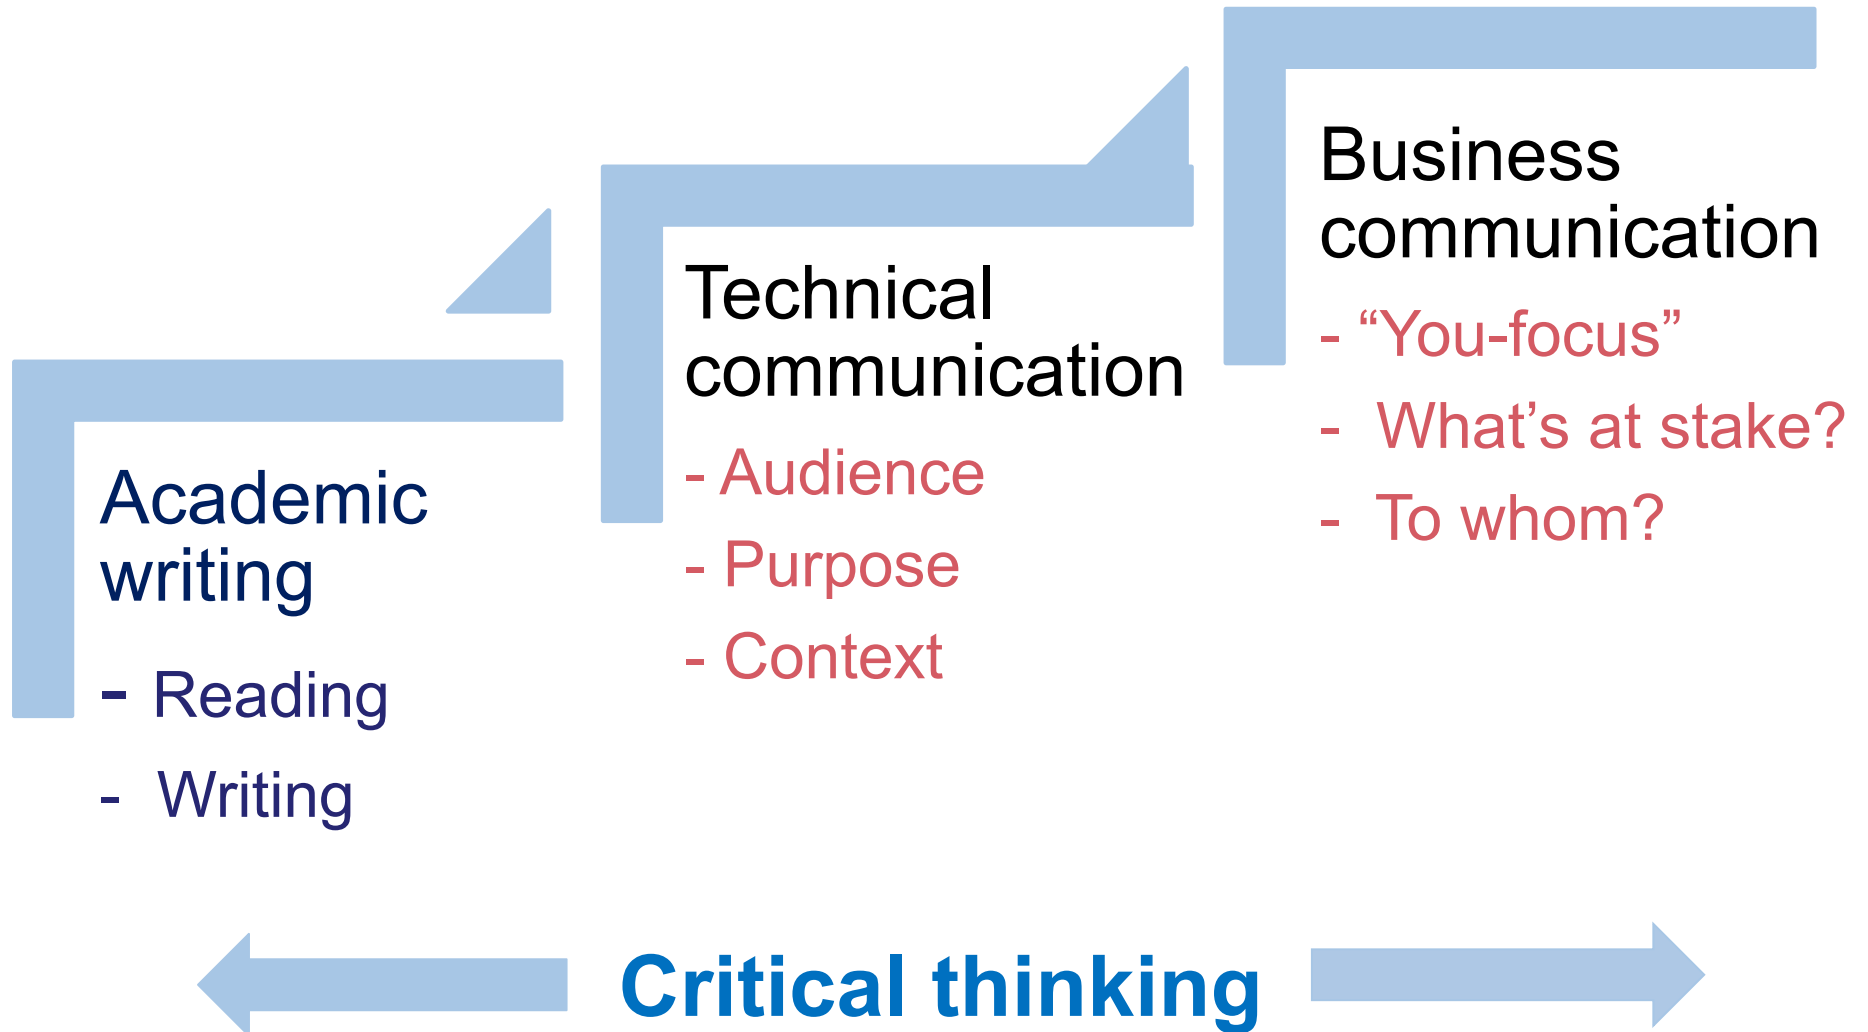 Academic
writing
- Reading
- Writing
Technical
communication
- Audience
- Purpose
- Context
Business
communication
- “You-focus”
- What’s at stake?
- To whom?
Critical thinking